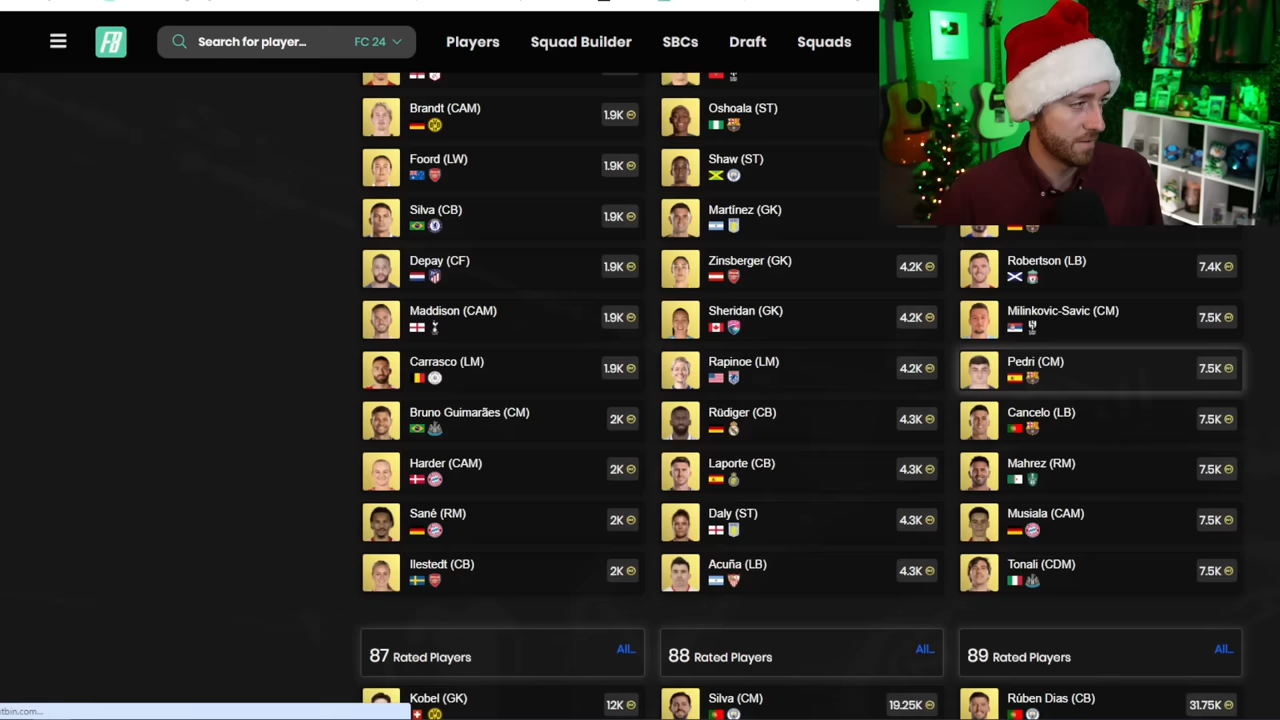 FB
Search for player...
FC 24
Players
Squad Builder
SBCs
Draft
Squads
Brandt (CAM)
1.9K
Foord (LW)
1.9K
Silva (CB)
1.9K
Depay (CF)
1.9K
Maddison (CAM)
1.9K
Carrasco (LM)
1.9K
Bruno Guimarães (CM)
2K
Harder (CAM)
2K
Sané (RM)
2K
Ilestedt (CB)
2K
Oshoala (ST)
Shaw (ST)
Martínez (GK)
Zinsberger (GK)
4.2K
Sheridan (GK)
4.2K
Rapinoe (LM)
4.2K
Rüdiger (CB)
4.3K
Laporte (CB)
4.3K
Daly (ST)
4.3K
Acuña (LB)
4.3K
Robertson (LB)
7.4K
Milinkovic-Savic (CM)
7.5K
Pedri (CM)
7.5K
Cancelo (LB)
7.5K
Mahrez (RM)
7.5K
Musiala (CAM)
7.5K
Tonali (CDM)
7.5K
87 Rated Players
All...
88 Rated Players
All...
89 Rated Players
All...
Kobel (GK)
12K
Silva (CM)
19.25K
Rúben Dias (CB)
31.75K
tbin.com...